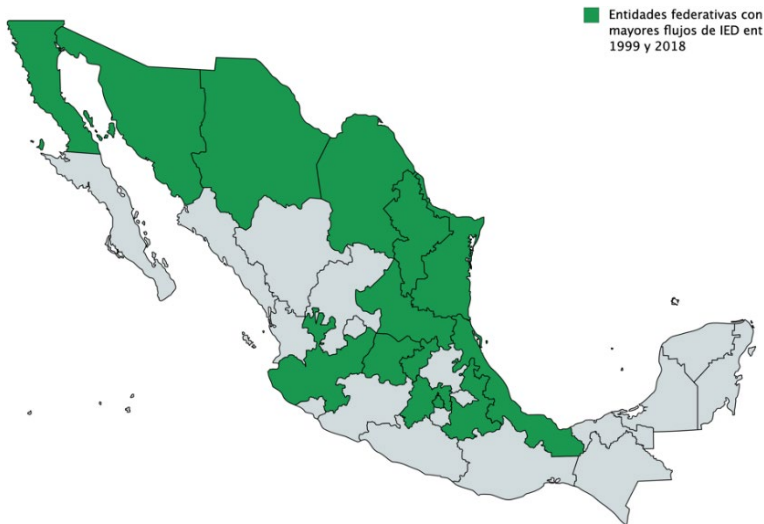 Entidades federativas con
mayores flujos de IED ent
1999 y 2018